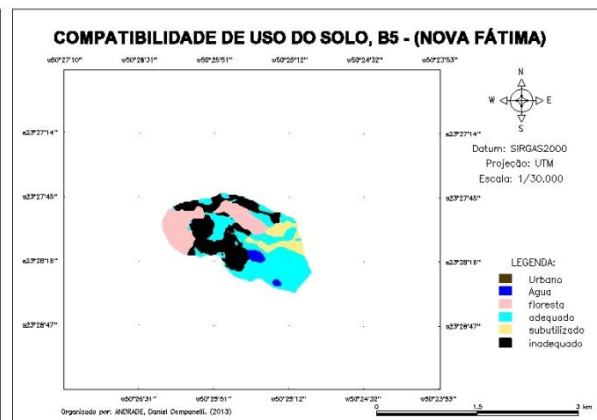 COMPATIBILIDADE DE USO DO SOLO, B5 - (NOVA FÁTIMA)
w50°27'10" w50°26'31" w50°25'51" w50°25'12" w50°24'32" w50°23'53"
N
W E
S
s23°27'14" s23°27'14"
Datum: SIRGAS2000
Projeção: UTM
Escala: 1/30.000
s23°27'45" s23°27'45"
s23°28'16" s23°28'16"
LEGENDA:
Urbano
Agua
floresta
adequado
subutilizado
inadequado
s23°28'47" s23°28'47"
w50°26'31" w50°25'51" w50°25'12" w50°24'32" w50°23'53"
Organizado por: ANDRADE, Daniel Campanelli. (2013)
0 1.5 3 km